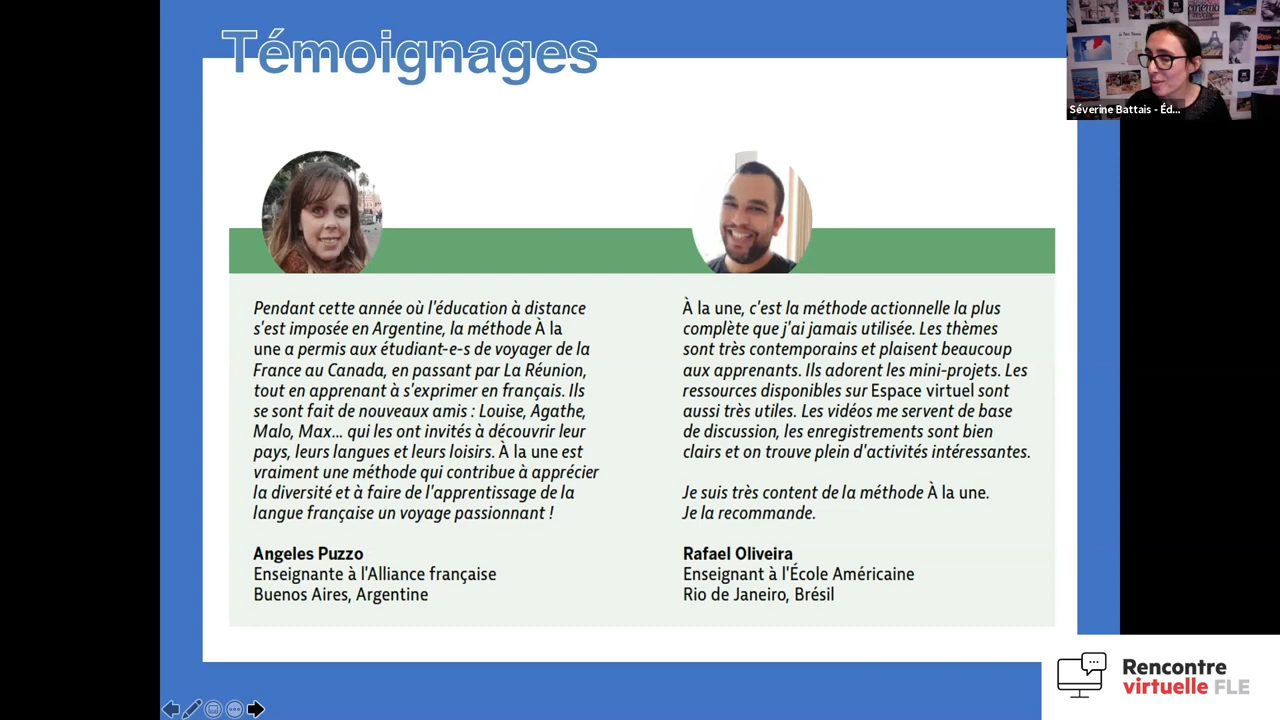 Témoignages
Séverine Battais - Éd...
Pendant cette année où l'éducation à distance
s'est imposée en Argentine, la méthode À la
une a permis aux étudiant-e-s de voyager de la
France au Canada, en passant par La Réunion,
tout en apprenant à s'exprimer en français. Ils
se sont fait de nouveaux amis : Louise, Agathe,
Malo, Max... qui les ont invités à découvrir leur
pays, leurs langues et leurs loisirs. À la une est
vraiment une méthode qui contribue à apprécier
la diversité et à faire de l'apprentissage de la
langue française un voyage passionnant !
Angeles Puzzo
Enseignante à l'Alliance française
Buenos Aires, Argentine
À la une, c'est la méthode actionnelle la plus
complète que j'ai jamais utilisée. Les thèmes
sont très contemporains et plaisent beaucoup
aux apprenants. Ils adorent les mini-projets. Les
ressources disponibles sur Espace virtuel sont
aussi très utiles. Les vidéos me servent de base
de discussion, les enregistrements sont bien
clairs et on trouve plein d'activités intéressantes.
Je suis très content de la méthode À la une.
Je la recommande.
Rafael Oliveira
Enseignant à l'École Américaine
Rio de Janeiro, Brésil
Rencontre
virtuelle FLE